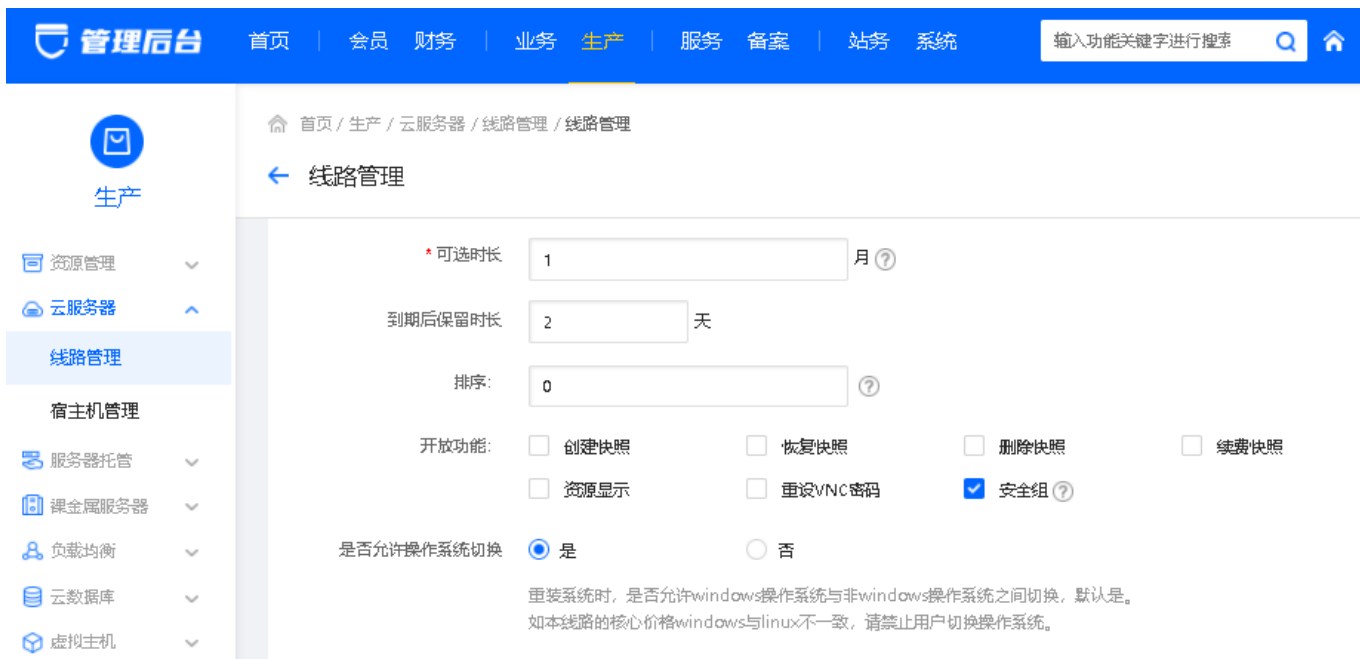 管理后台 首页 会员 财务 业务 生产 服务 备案 站务 系统 输入功能关键字进行搜索
首页 / 生产 / 云服务器 / 线路管理 / 线路管理
线路管理
生产
资源管理
云服务器
线路管理
宿主机管理
服务器托管
裸金属服务器
负载均衡
云数据库
虚拟主机
* 可选时长 1 月 ?
到期后保留时长 2 天
排序: 0 ?
开放功能: 创建快照 恢复快照 删除快照 续费快照
资源显示 重设VNC密码 安全组 ?
是否允许操作系统切换 是 否
重装系统时，是否允许windows操作系统与非windows操作系统之间切换，默认是。
如本线路的核心价格windows与linux不一致，请禁止用户切换操作系统。